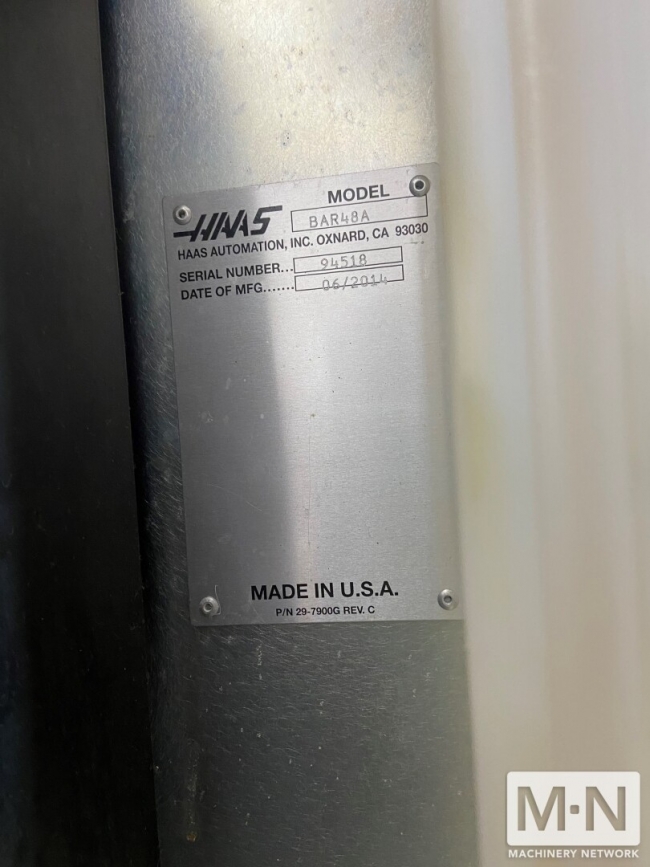 MODEL
HAAS BAR48A
HAAS AUTOMATION, INC. OXNARD, CA 93030
SERIAL NUMBER... 94518
DATE OF MFG....... 06/2014
MADE IN U.S.A.
P/N 29-7900G REV. C
M·N
MACHINERY NETWORK